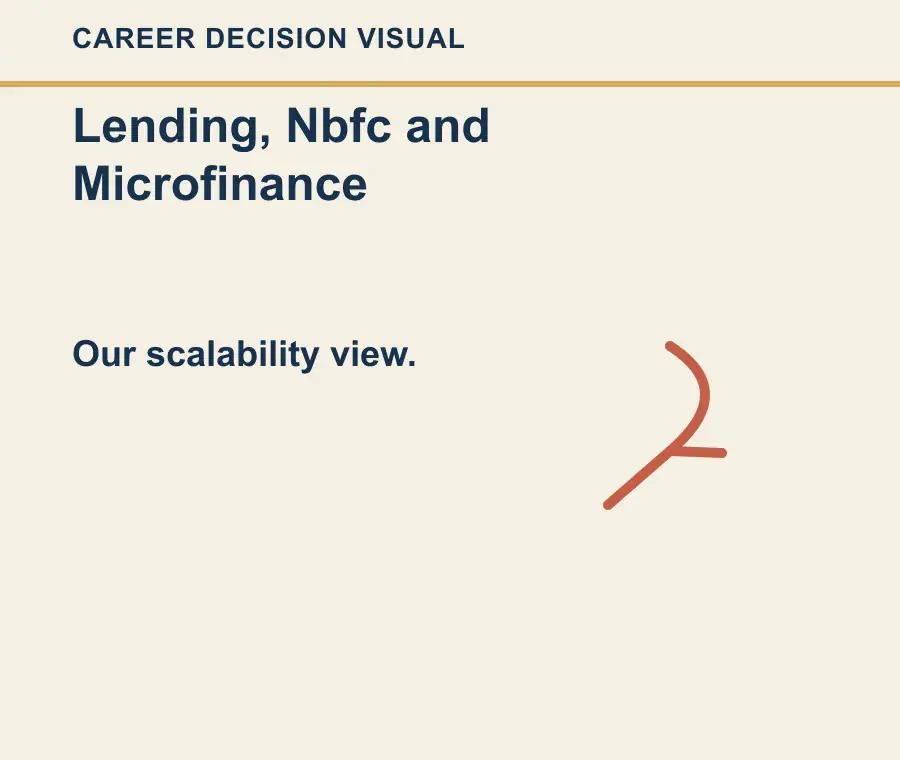 CAREER DECISION VISUAL
Lending, Nbfc and
Microfinance
Our scalability view.